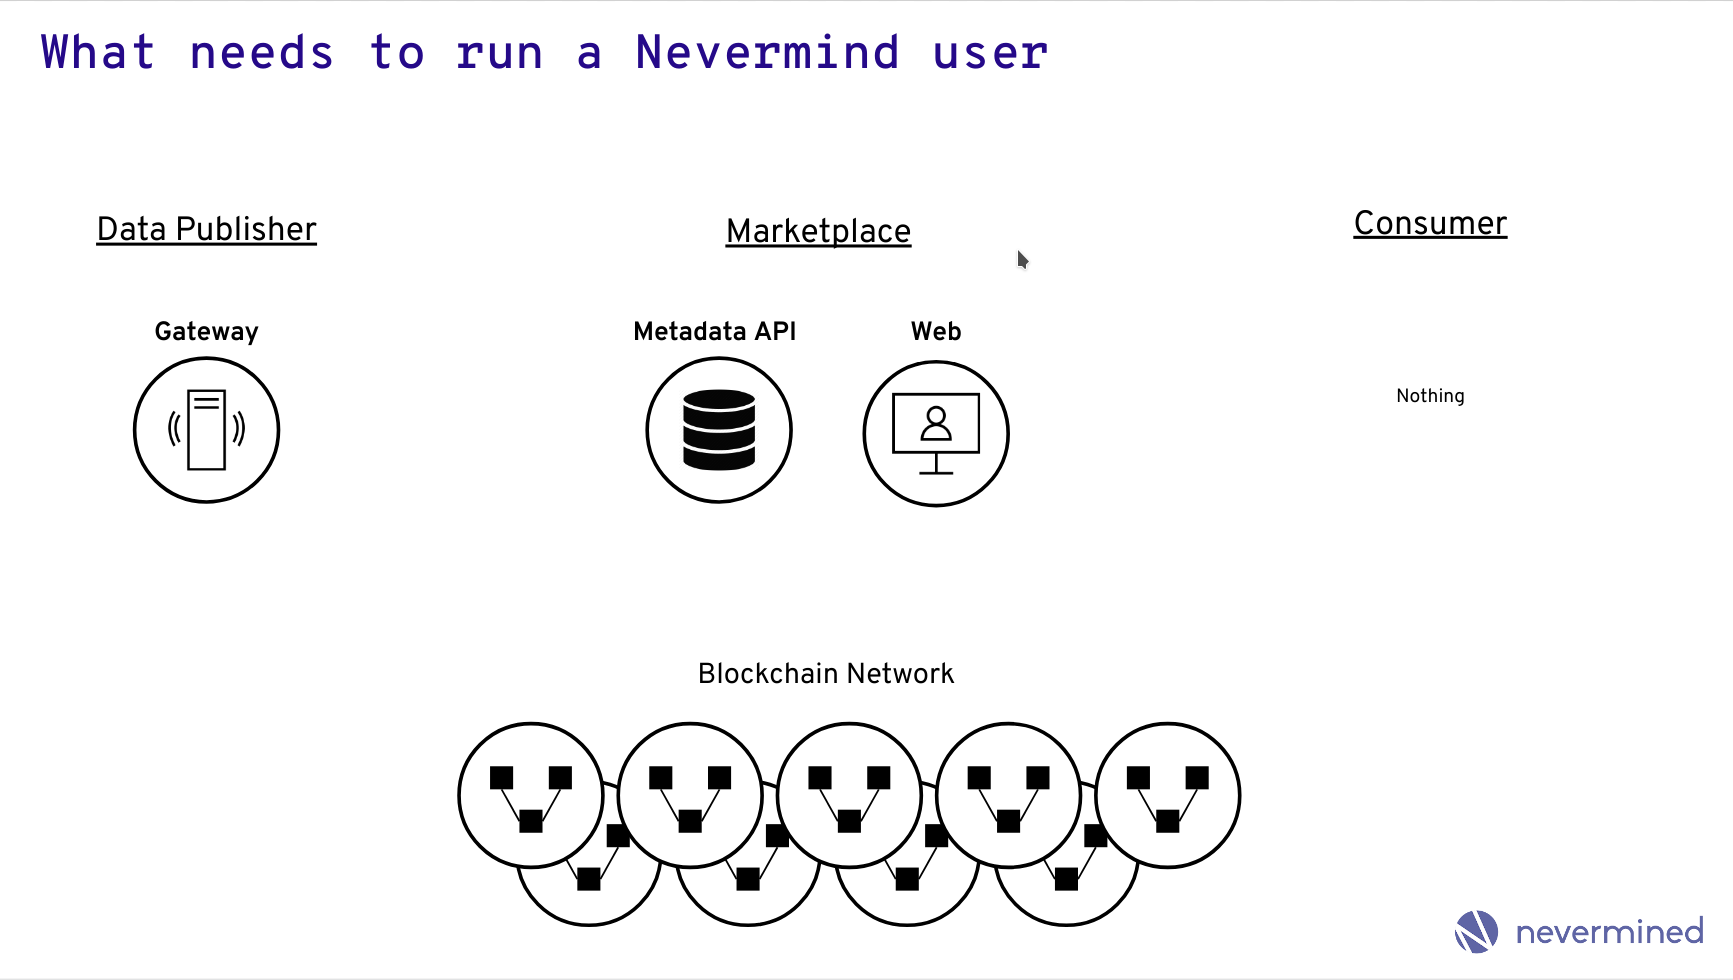 What needs to run a Nevermind user
Data Publisher
Marketplace
Consumer
Gateway
Metadata API
Web
Nothing
Blockchain Network
nevermined